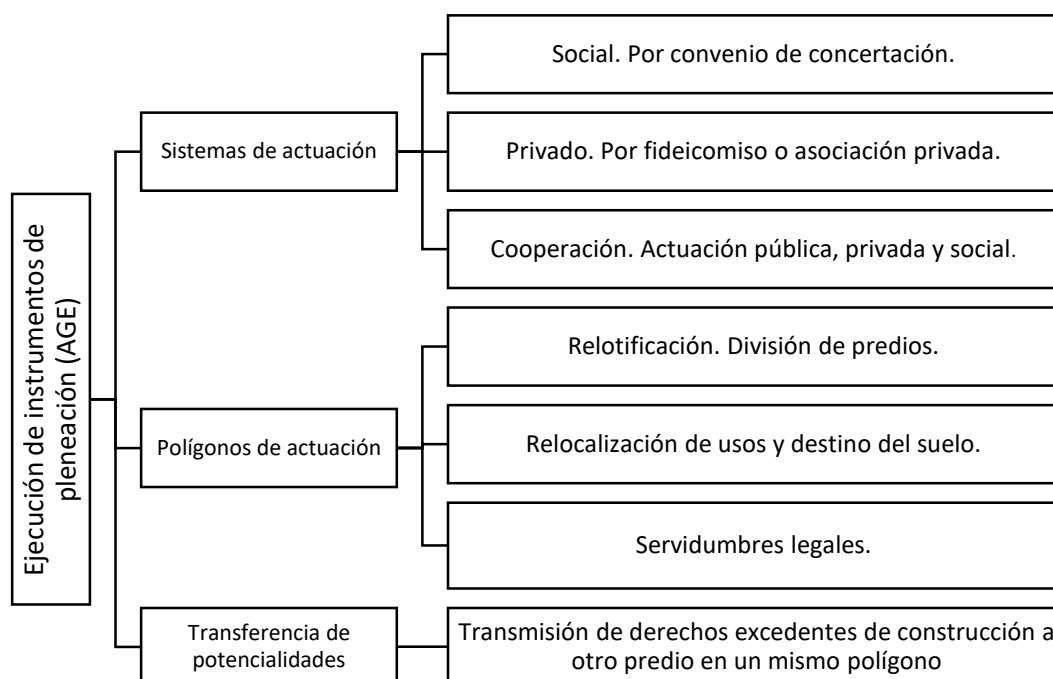 Ejecución de instrumentos de
pleneación (AGE)
Sistemas de actuación
Social. Por convenio de concertación.
Privado. Por fideicomiso o asociación privada.
Cooperación. Actuación pública, privada y social.
Polígonos de actuación
Relotificación. División de predios.
Relocalización de usos y destino del suelo.
Servidumbres legales.
Transferencia de
potencialidades
Transmisión de derechos excedentes de construcción a
otro predio en un mismo polígono